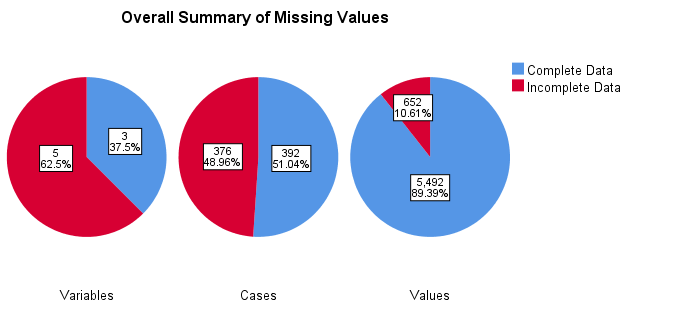 Overall Summary of Missing Values
Complete Data
Incomplete Data
5
62.5%
3
37.5%
376
48.96%
392
51.04%
652
10.61%
5,492
89.39%
Variables
Cases
Values